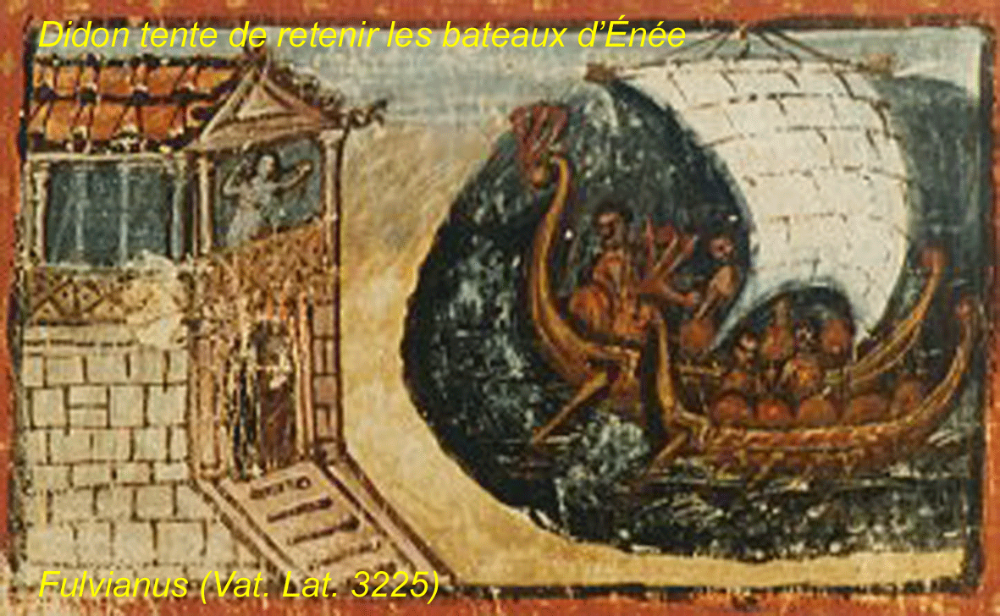 Didon tente de retenir les bateaux d’Énée
Fulvianus (Vat. Lat. 3225)